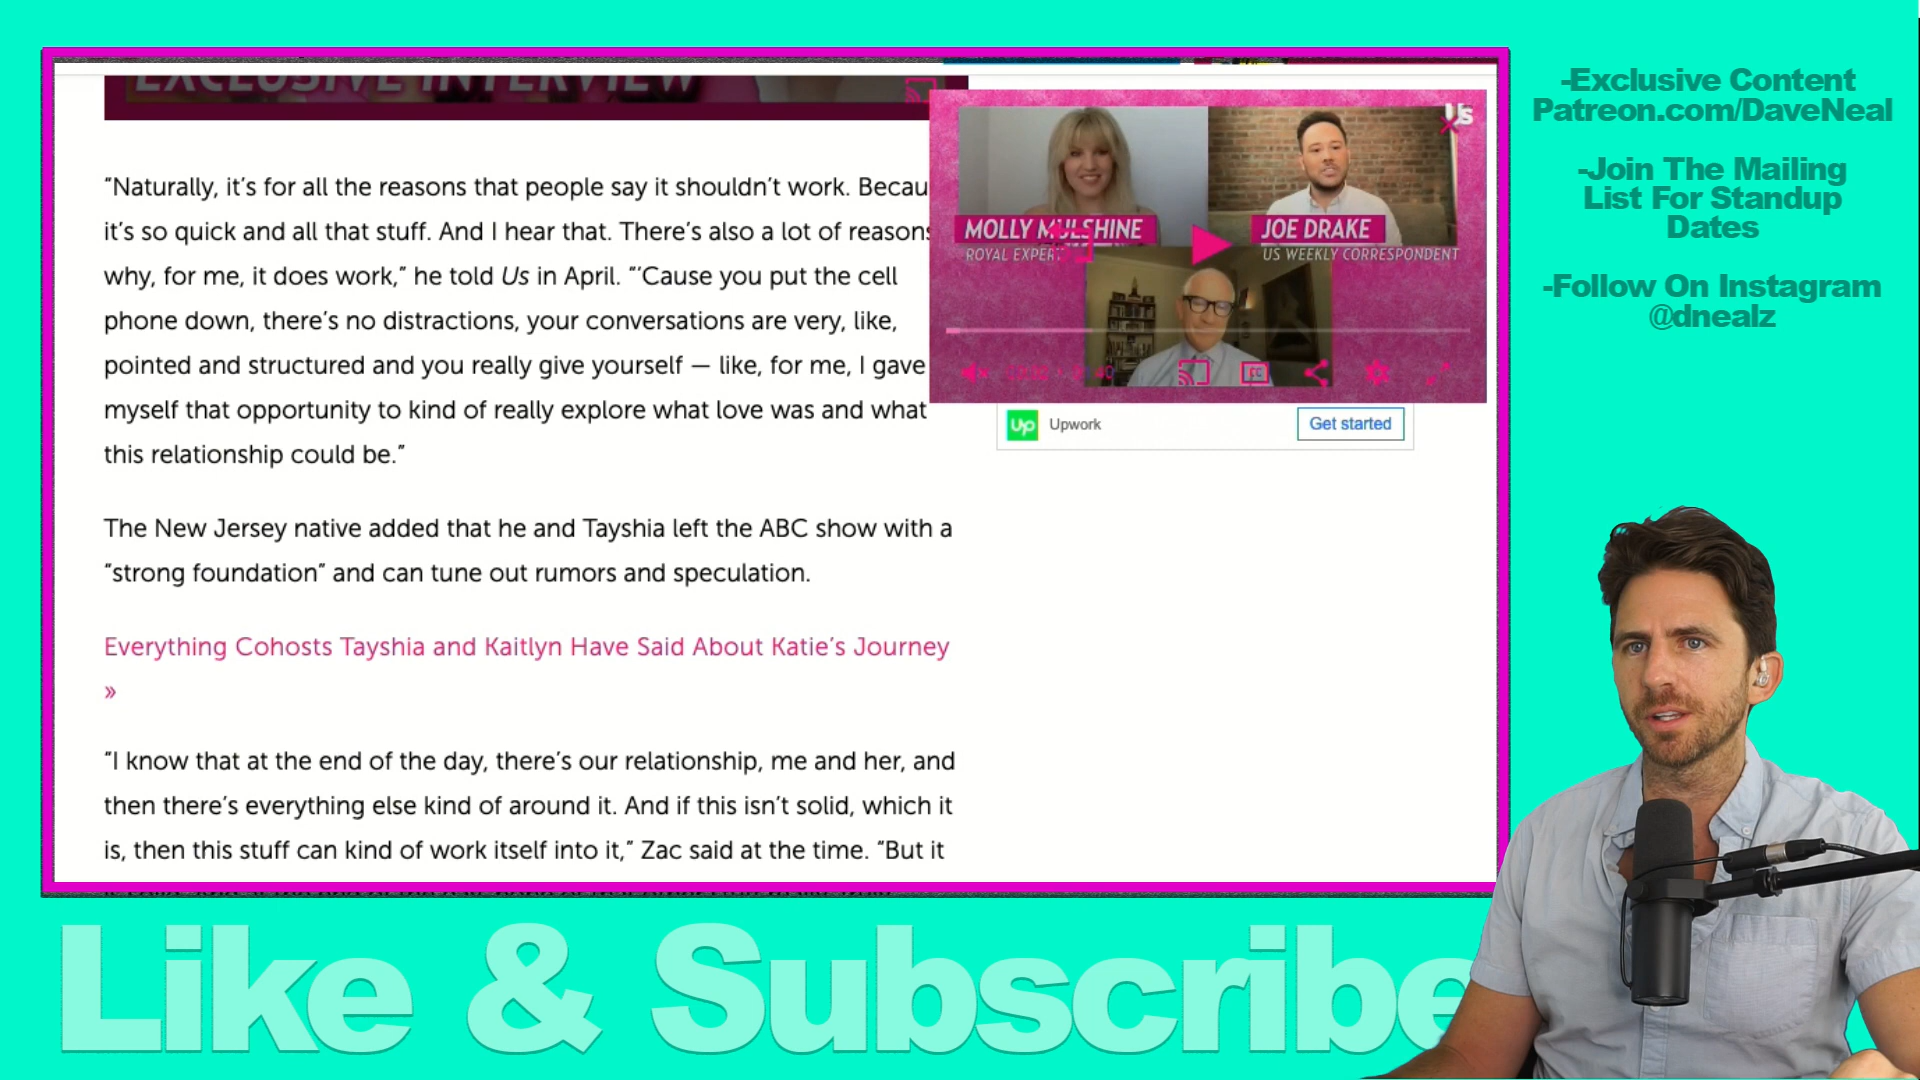 EXCLUSIVE INTERVIEW
“Naturally, it’s for all the reasons that people say it shouldn’t work. Becau
it’s so quick and all that stuff. And I hear that. There’s also a lot of reasons
why, for me, it does work,” he told Us in April. “‘Cause you put the cell
phone down, there’s no distractions, your conversations are very, like,
pointed and structured and you really give yourself — like, for me, I gave
myself that opportunity to kind of really explore what love was and what
this relationship could be.”
The New Jersey native added that he and Tayshia left the ABC show with a
“strong foundation” and can tune out rumors and speculation.
Everything Cohosts Tayshia and Kaitlyn Have Said About Katie’s Journey
»
“I know that at the end of the day, there’s our relationship, me and her, and
then there’s everything else kind of around it. And if this isn’t solid, which it
is, then this stuff can kind of work itself into it,” Zac said at the time. “But it
Us
MOLLY MULSHINE
ROYAL EXPERT
JOE DRAKE
US WEEKLY CORRESPONDENT
CC
Up Upwork
Get started
-Exclusive Content
Patreon.com/DaveNeal
-Join The Mailing
List For Standup
Dates
-Follow On Instagram
@dnealz
Like & Subscribe